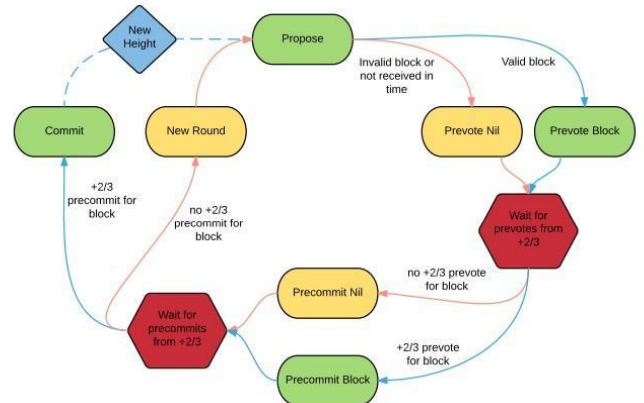 New
Height
Propose
Invalid block or
not received in
time
Valid block
Commit
New Round
Prevote Nil
Prevote Block
+2/3
precommit for
block
no +2/3
precommit for
block
Wait for
prevotes from
+2/3
no +2/3 prevote
for block
Precommit Nil
Wait for
precommits
from +2/3
+2/3 prevote
for block
Precommit Block